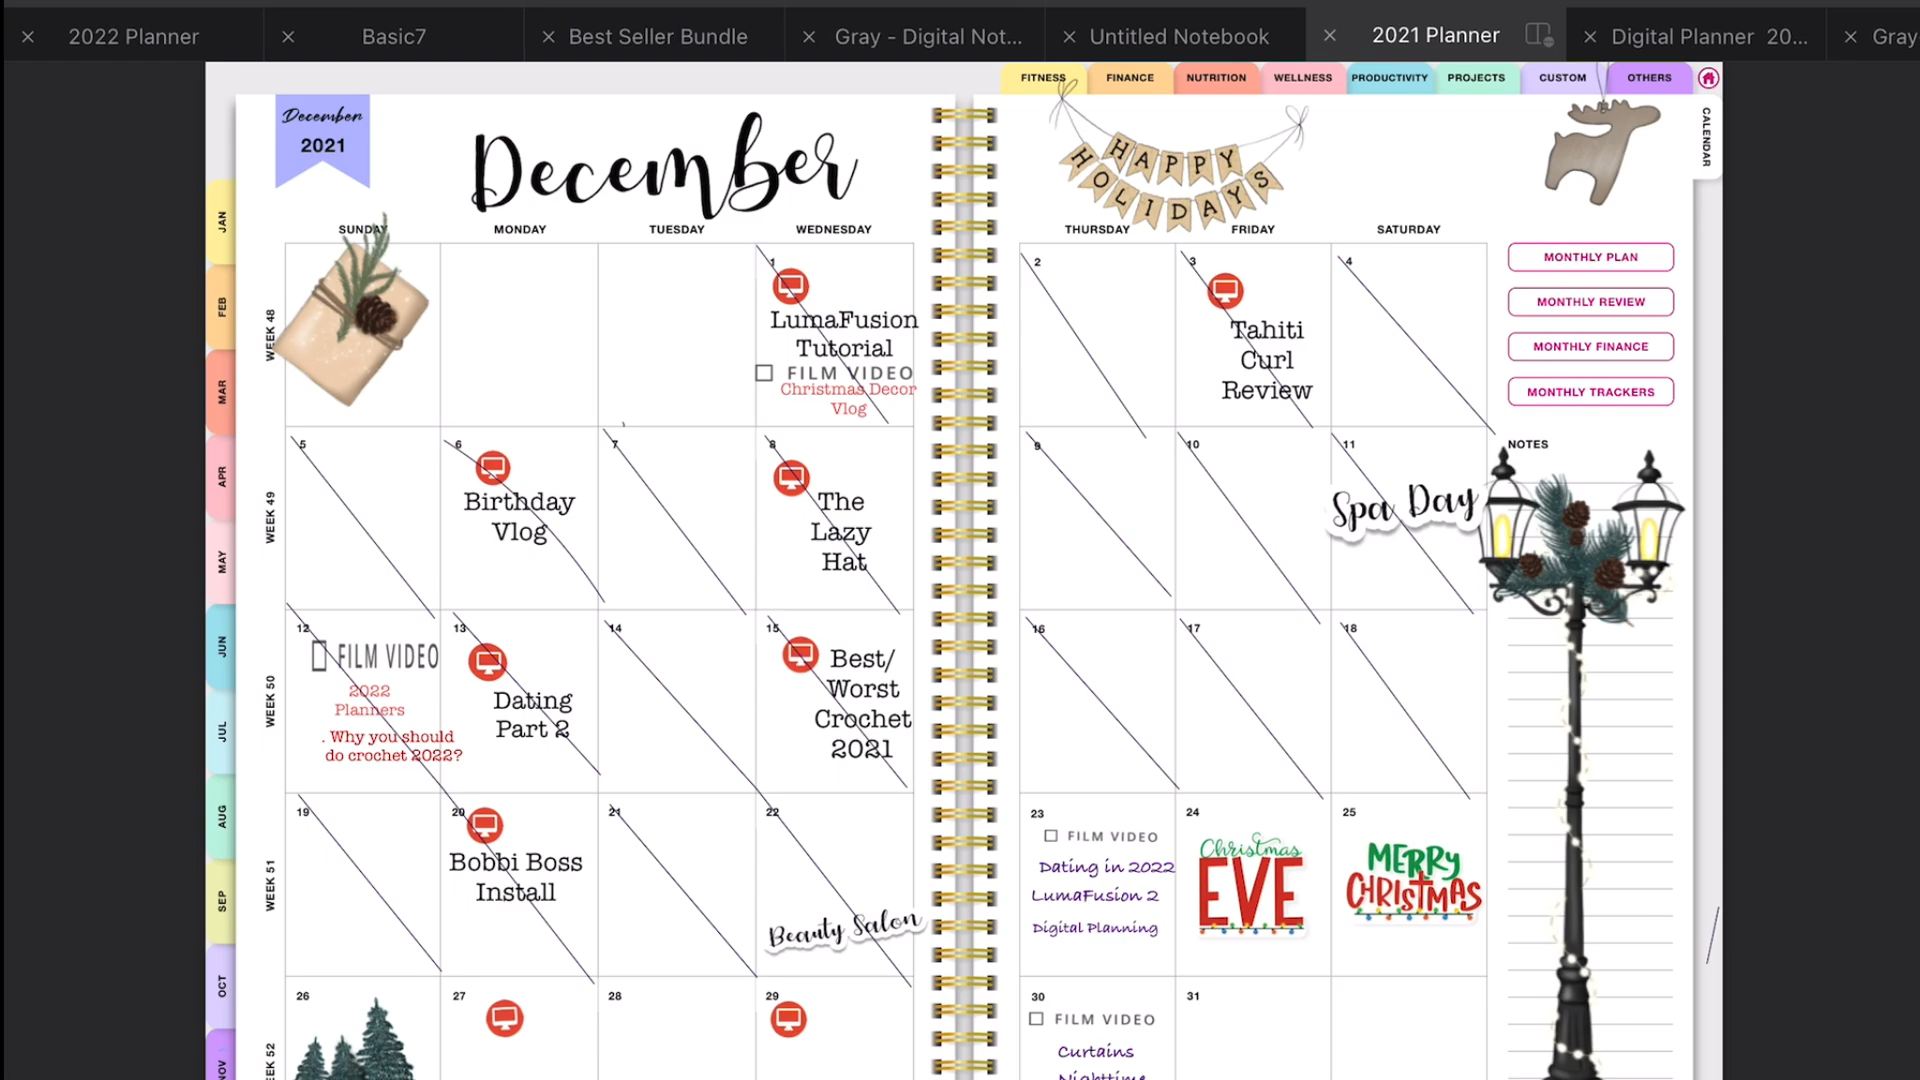 2022 Planner
Basic7
Best Seller Bundle
Gray - Digital Not...
Untitled Notebook
2021 Planner
Digital Planner 20...
Gray
FITNESS
FINANCE
NUTRITION
WELLNESS
PRODUCTIVITY
PROJECTS
CUSTOM
OTHERS
CALENDAR
December
2021
December
HAPPY
HOLIDAYS
SUNDAY
MONDAY
TUESDAY
WEDNESDAY
THURSDAY
FRIDAY
SATURDAY
JAN
FEB
MAR
APR
MAY
JUN
JUL
AUG
SEP
OCT
NOV
WEEK 48
1
LumaFusion
Tutorial
FILM VIDEO
Christmas Decor
Vlog
2
3
Tahiti
Curl
Review
4
MONTHLY PLAN
MONTHLY REVIEW
MONTHLY FINANCE
MONTHLY TRACKERS
NOTES
WEEK 49
5
6
Birthday
Vlog
7
8
The
Lazy
Hat
9
10
11
Spa Day
WEEK 50
12
FILM VIDEO
2022
Planners
. Why you should
do crochet 2022?
13
Dating
Part 2
14
15
Best/
Worst
Crochet
2021
16
17
18
WEEK 51
19
20
Bobbi Boss
Install
21
22
Beauty Salon
23
FILM VIDEO
Dating in 2022
LumaFusion 2
Digital Planning
24
Christmas
EVE
25
MERRY
CHRISTMAS
EEK 52
26
27
28
29
30
FILM VIDEO
Curtains
Nighttime
31